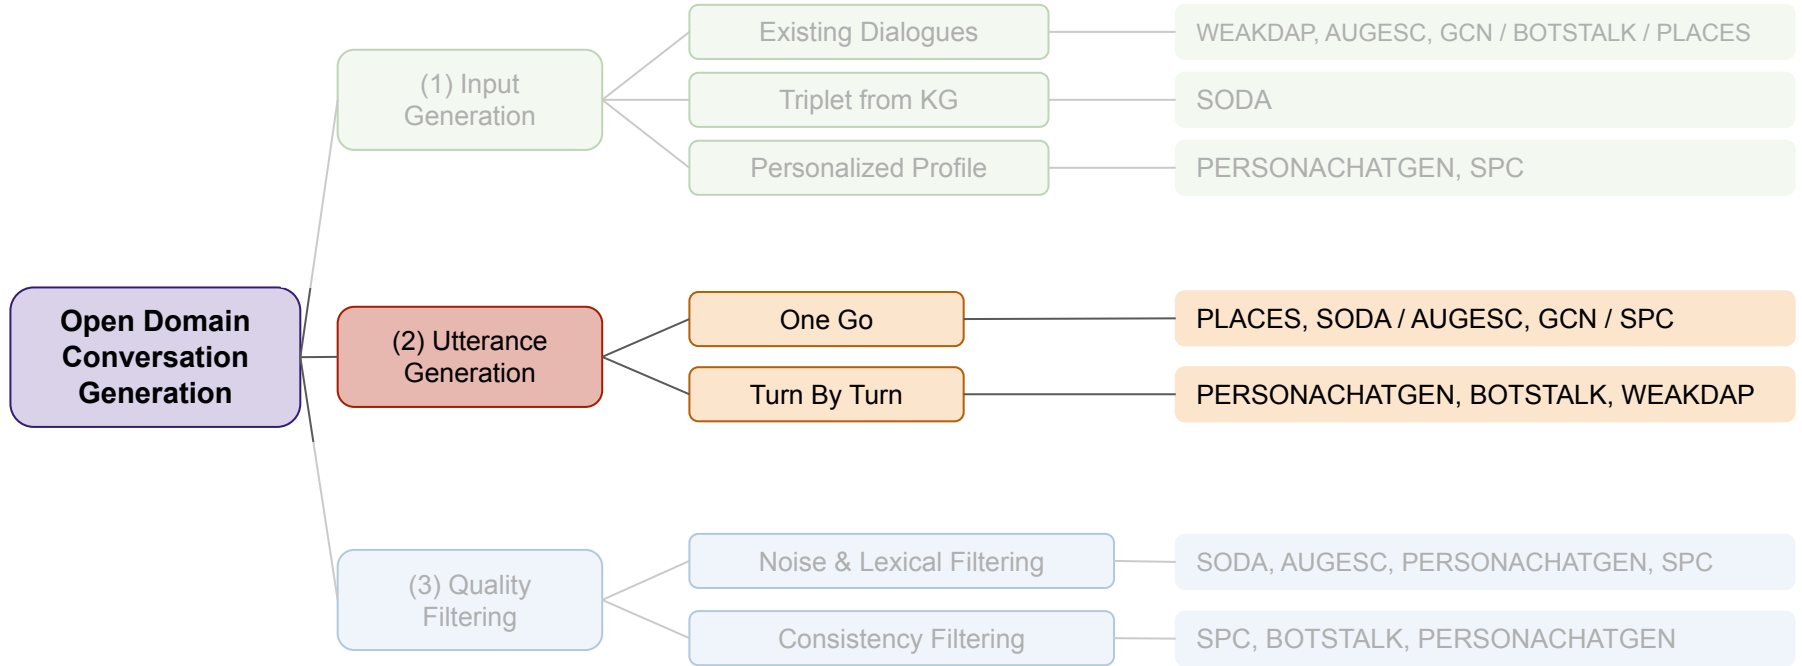 Open Domain
Conversation
Generation
(1) Input
Generation
Existing Dialogues
WEAKDAP, AUGESC, GCN / BOTSTALK / PLACES
Triplet from KG
SODA
Personalized Profile
PERSONACHATGEN, SPC
(2) Utterance
Generation
One Go
PLACES, SODA / AUGESC, GCN / SPC
Turn By Turn
PERSONACHATGEN, BOTSTALK, WEAKDAP
(3) Quality
Filtering
Noise & Lexical Filtering
SODA, AUGESC, PERSONACHATGEN, SPC
Consistency Filtering
SPC, BOTSTALK, PERSONACHATGEN